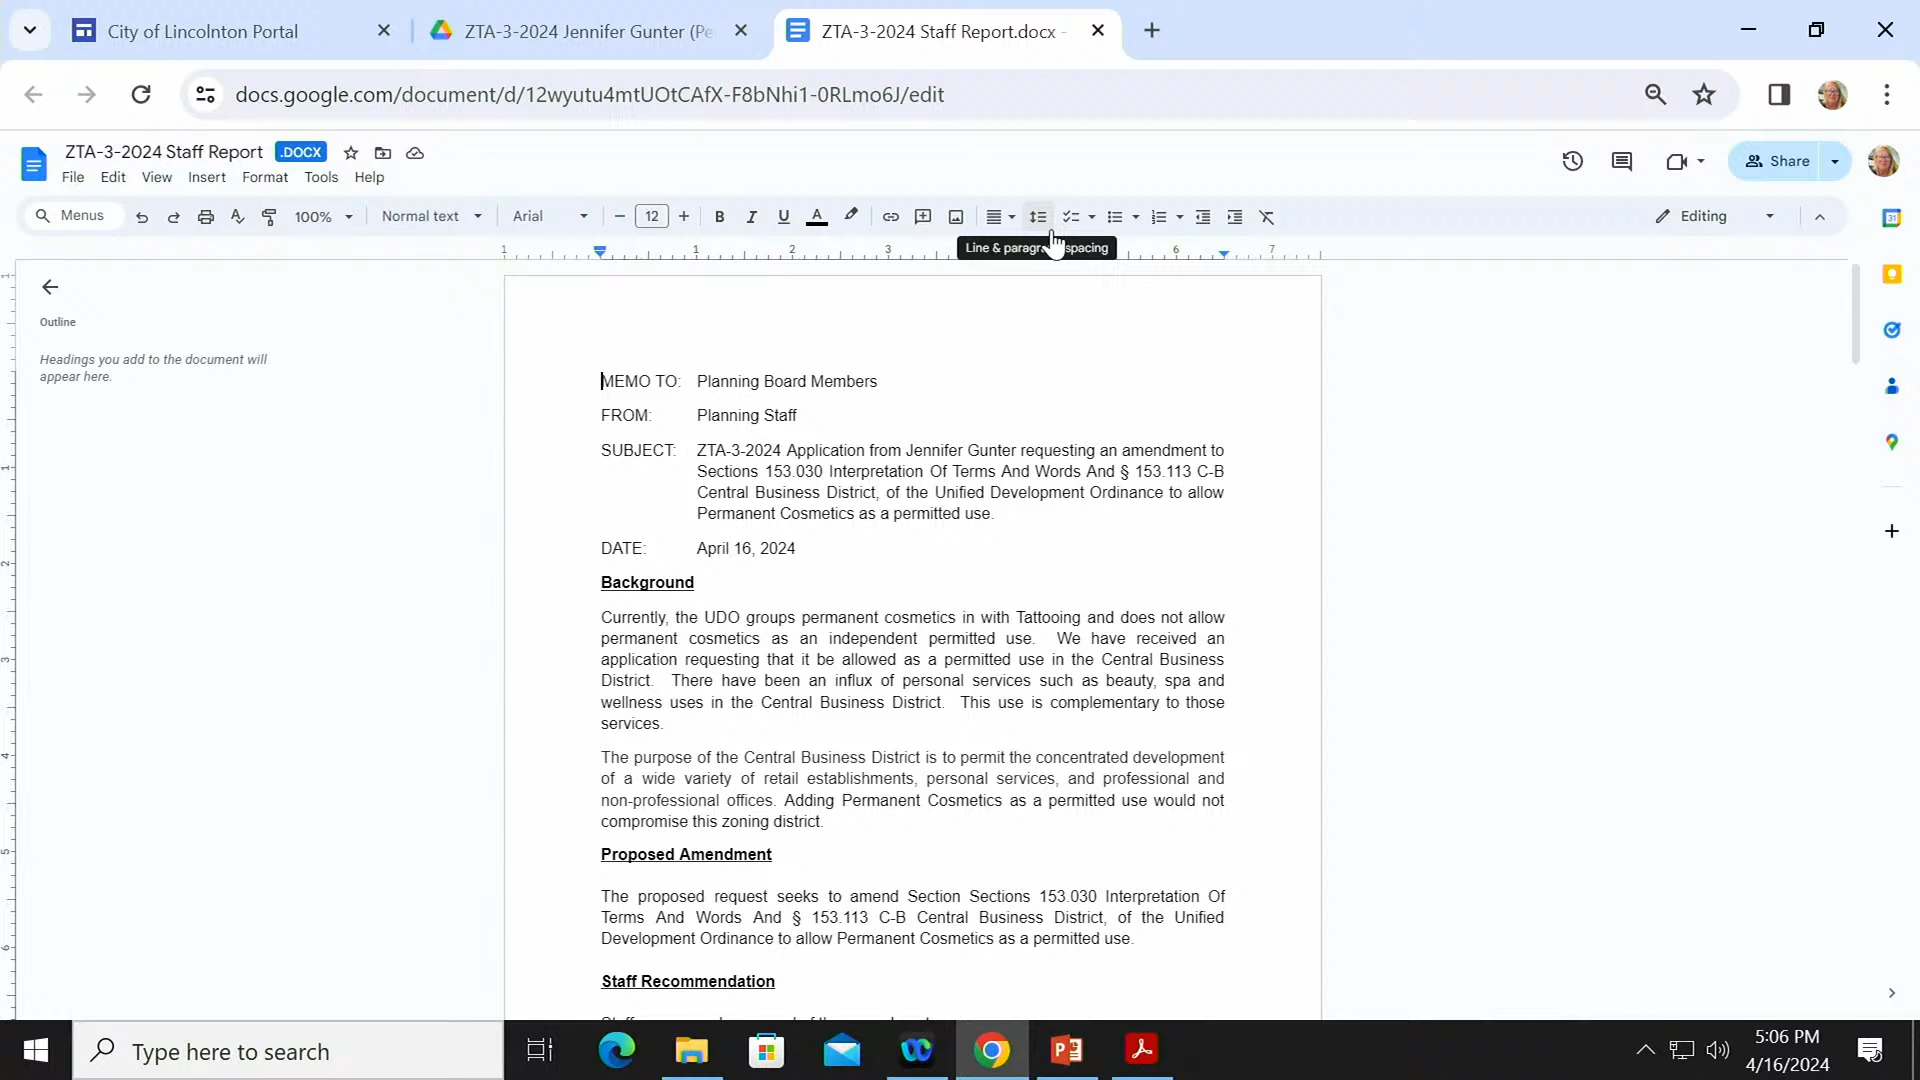 City of Lincolnton Portal
ZTA-3-2024 Jennifer Gunter (Pe
ZTA-3-2024 Staff Report.docx -
docs.google.com/document/d/12wyutu4mtUOtCAfX-F8bNhi1-0RLmo6J/edit
ZTA-3-2024 Staff Report .DOCX
File Edit View Insert Format Tools Help
Share
Menus 100% Normal text Arial 12 B I U A Editing
1 1 2 3 6 7
Line & paragr spacing
Outline
Headings you add to the document will
appear here.
MEMO TO: Planning Board Members
FROM: Planning Staff
SUBJECT: ZTA-3-2024 Application from Jennifer Gunter requesting an amendment to
Sections 153.030 Interpretation Of Terms And Words And § 153.113 C-B
Central Business District, of the Unified Development Ordinance to allow
Permanent Cosmetics as a permitted use.
DATE: April 16, 2024
Background
Currently, the UDO groups permanent cosmetics in with Tattooing and does not allow
permanent cosmetics as an independent permitted use. We have received an
application requesting that it be allowed as a permitted use in the Central Business
District. There have been an influx of personal services such as beauty, spa and
wellness uses in the Central Business District. This use is complementary to those
services.
The purpose of the Central Business District is to permit the concentrated development
of a wide variety of retail establishments, personal services, and professional and
non-professional offices. Adding Permanent Cosmetics as a permitted use would not
compromise this zoning district.
Proposed Amendment
The proposed request seeks to amend Section Sections 153.030 Interpretation Of
Terms And Words And § 153.113 C-B Central Business District, of the Unified
Development Ordinance to allow Permanent Cosmetics as a permitted use.
Staff Recommendation
Type here to search
5:06 PM
4/16/2024